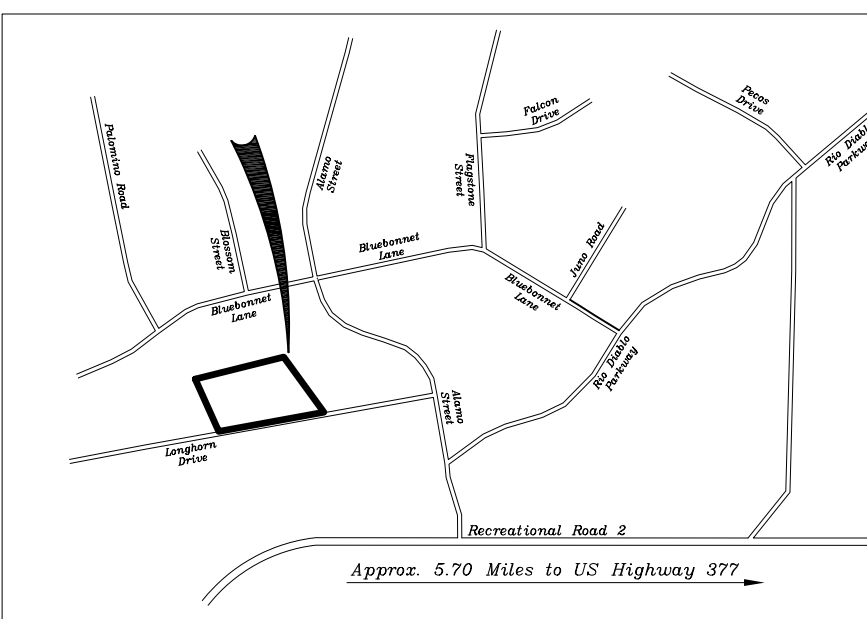 Palomino Road
Blossom
Street
Alamo
Street
Falcon
Drive
Flagstone
Street
Pecos
Drive
Rio Diabl
Parkw
Bluebonnet
Lane
Bluebonnet
Lane
Bluebonnet
Lane
Juno Road
Rio Diablo
Parkway
Alamo
Street
Longhorn
Drive
Recreational Road 2
Approx. 5.70 Miles to US Highway 377